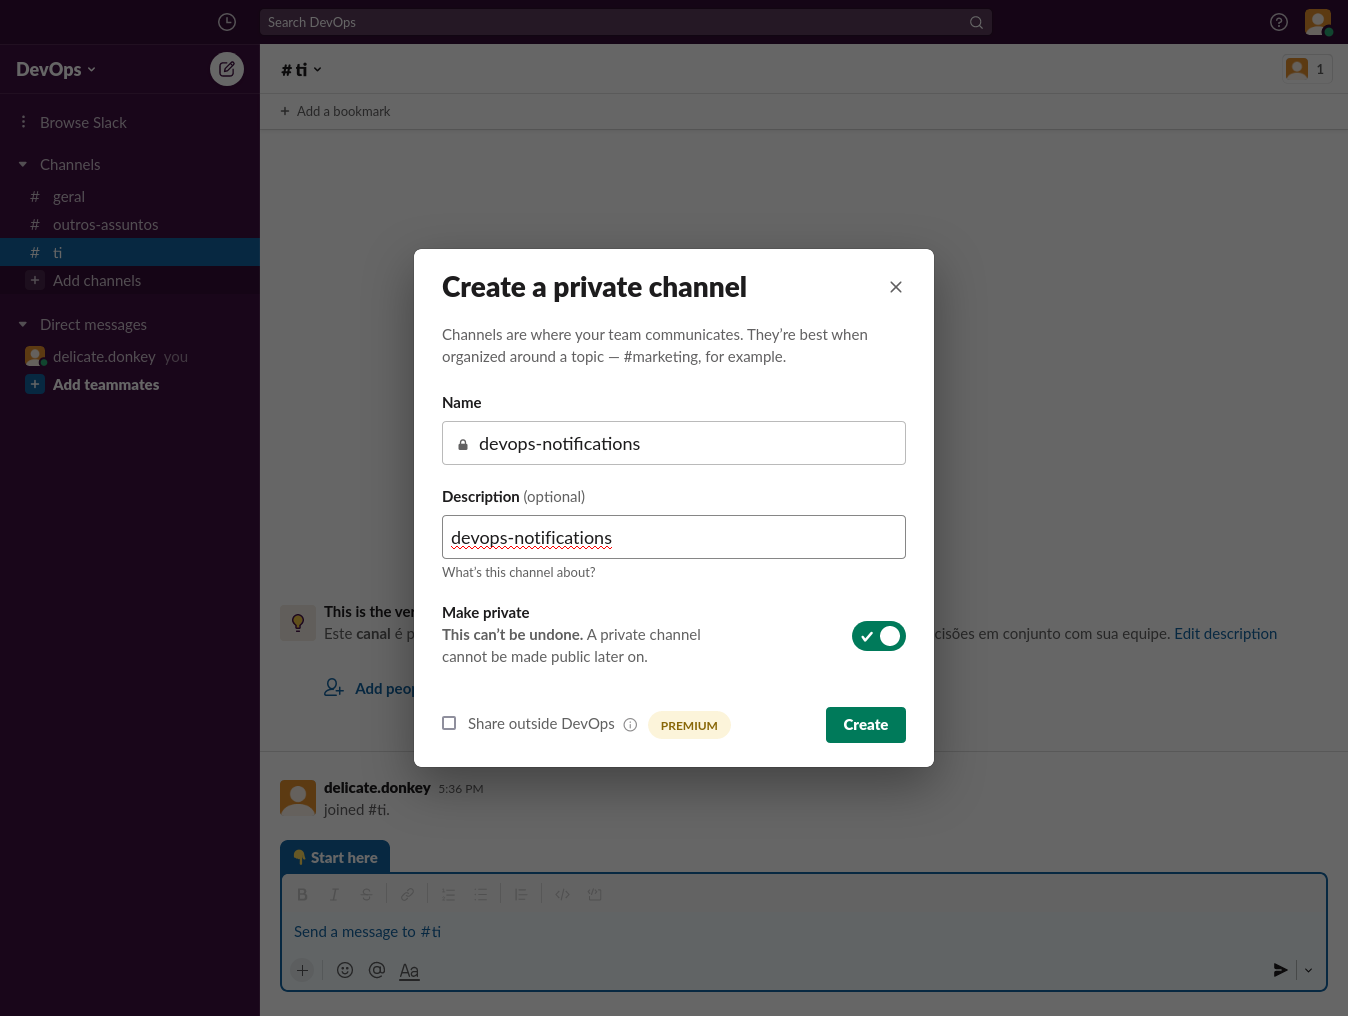 Search DevOps
DevOps
# ti
1
Add a bookmark
Browse Slack
Channels
# geral
# outros-assuntos
# ti
+ Add channels
Direct messages
delicate.donkey you
+ Add teammates
Create a private channel
Channels are where your team communicates. They’re best when
organized around a topic — #marketing, for example.
Name
devops-notifications
Description (optional)
devops-notifications
What’s this channel about?
Make private
This can’t be undone. A private channel
cannot be made public later on.
Share outside DevOps
PREMIUM
Create
This is the ver
Este canal é p
cisões em conjunto com sua equipe. Edit description
Add peop
delicate.donkey 5:36 PM
joined #ti.
Start here
Send a message to #ti
Aa